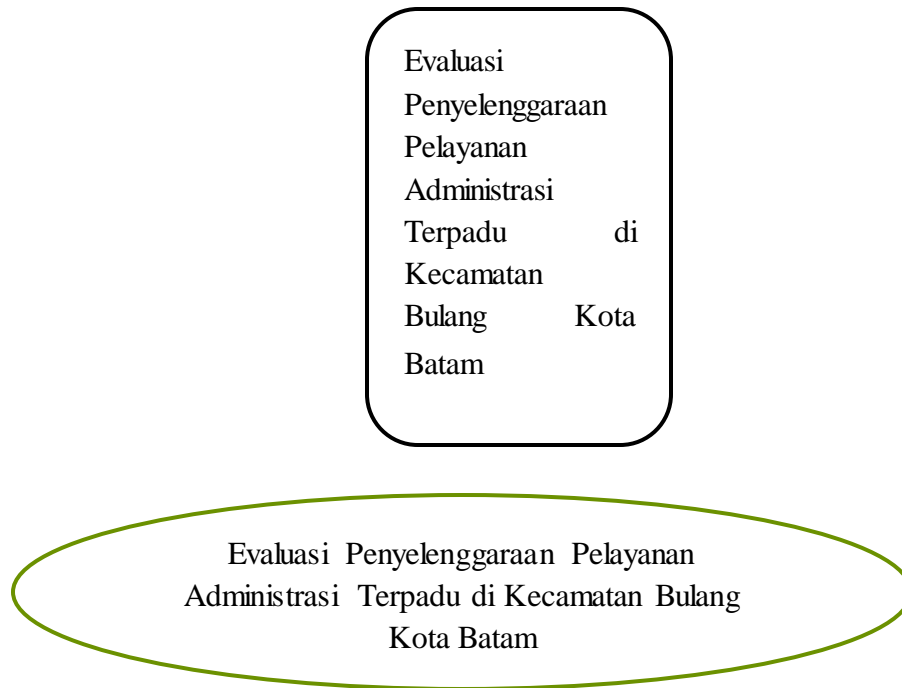 Evaluasi
Penyelenggaraan
Pelayanan
Administrasi
Terpadu di
Kecamatan
Bulang Kota
Batam
Evaluasi Penyelenggaraan Pelayanan
Administrasi Terpadu di Kecamatan Bulang
Kota Batam